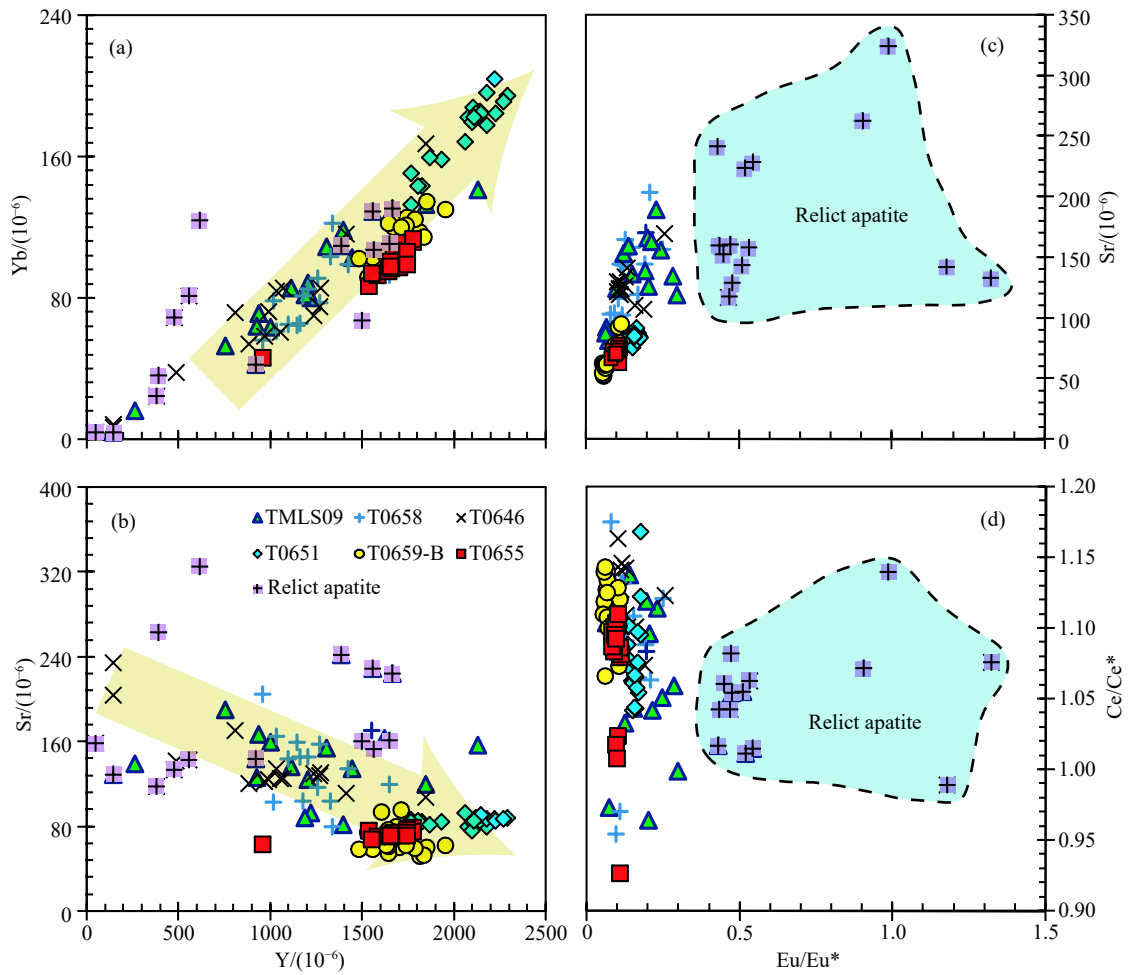 (a)
240
160
80
0
Yb/(10⁻⁶)
(c)
350
300
250
200
150
100
50
0
Sr/(10⁻⁶)
Relict apatite
(b)
TMLS09 T0658 T0646
T0651 T0659-B T0655
Relict apatite
400
320
240
160
80
0
Sr/(10⁻⁶)
0 500 1000 1500 2000 2500
Y/(10⁻⁶)
(d)
1.20
1.15
1.10
1.05
1.00
0.95
0.90
Ce/Ce*
Relict apatite
0 0.5 1.0 1.5
Eu/Eu*